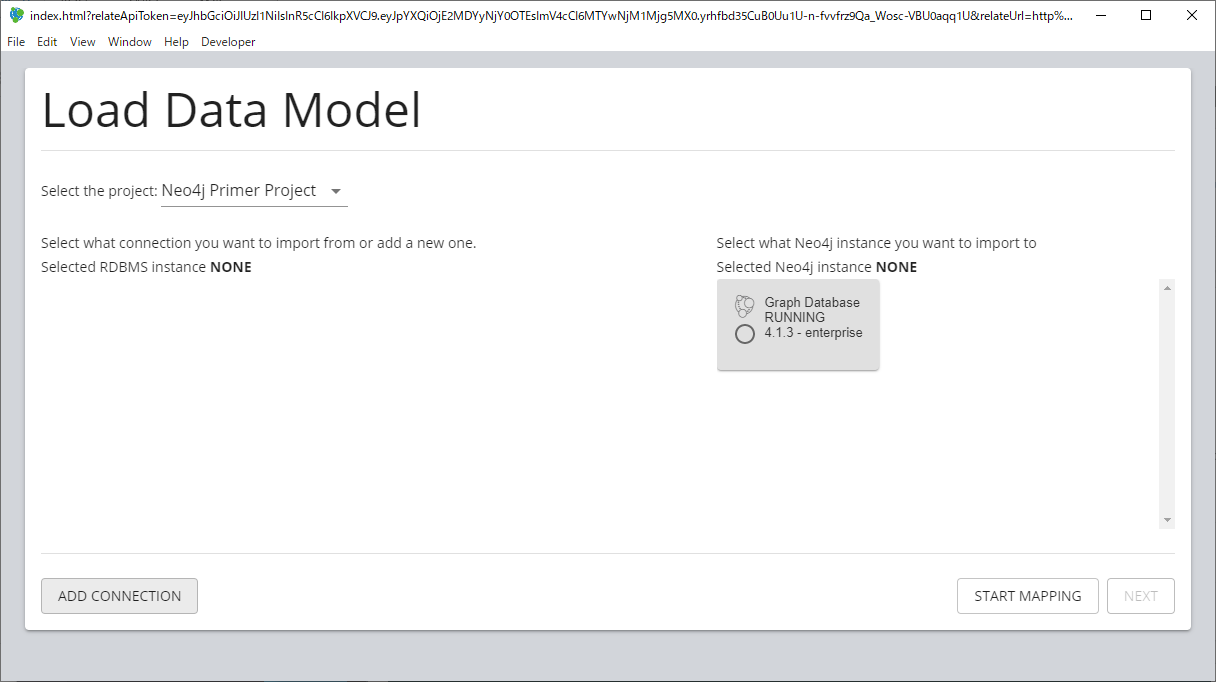 index.html?relateApiToken=eyJhbGciOiJIUzI1NiIsInR5cCI6IkpXVCJ9.eyJpYXQiOjE2MDYyNjY0OTEsImV4cCI6MTYwNjM1Mjg5MX0.yrhfbd35CuB0Uu1U-n-fvvfrz9Qa_Wosc-VBU0aqq1U&relateUrl=http%...
File Edit View Window Help Developer
Load Data Model
Select the project: Neo4j Primer Project
Select what connection you want to import from or add a new one.
Selected RDBMS instance NONE
Select what Neo4j instance you want to import to
Selected Neo4j instance NONE
Graph Database
RUNNING
4.1.3 - enterprise
ADD CONNECTION
START MAPPING
NEXT